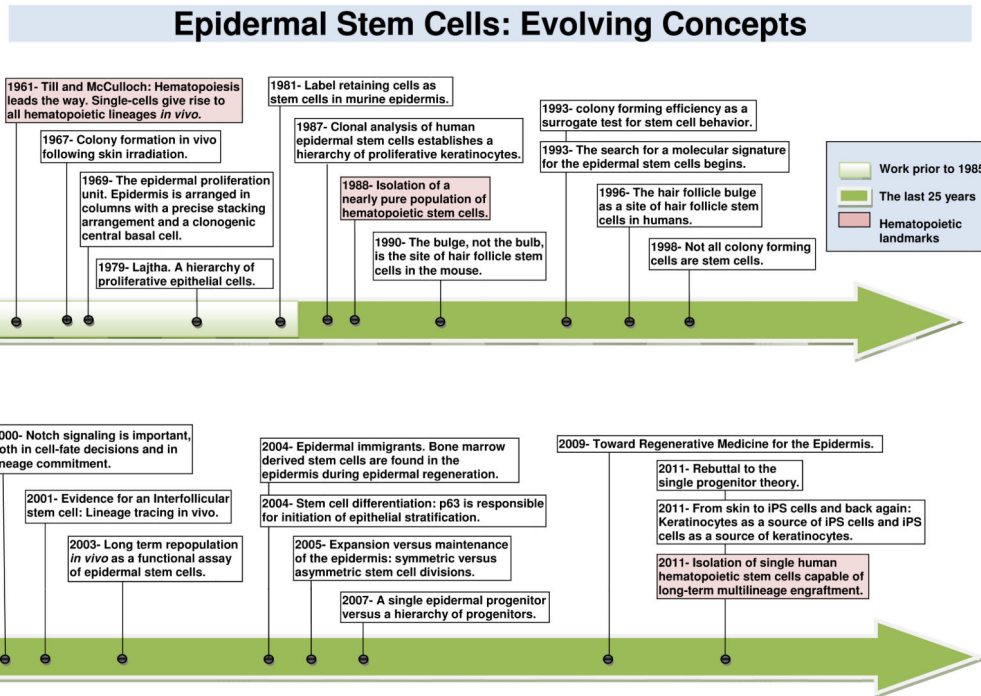 Epidermal Stem Cells: Evolving Concepts
1961- Till and McCulloch: Hematopoiesis
leads the way. Single-cells give rise to
all hematopoietic lineages in vivo.
1967- Colony formation in vivo
following skin irradiation.
1969- The epidermal proliferation
unit. Epidermis is arranged in
columns with a precise stacking
arrangement and a clonogenic
central basal cell.
1979- Lajtha. A hierarchy of
proliferative epithelial cells.
1981- Label retaining cells as
stem cells in murine epidermis.
1987- Clonal analysis of human
epidermal stem cells establishes a
hierarchy of proliferative keratinocytes.
1988- Isolation of a
nearly pure population of
hematopoietic stem cells.
1990- The bulge, not the bulb,
is the site of hair follicle stem
cells in the mouse.
1993- colony forming efficiency as a
surrogate test for stem cell behavior.
1993- The search for a molecular signature
for the epidermal stem cells begins.
1996- The hair follicle bulge
as a site of hair follicle stem
cells in humans.
1998- Not all colony forming
cells are stem cells.
Work prior to 1985
The last 25 years
Hematopoietic
landmarks
000- Notch signaling is important,
oth in cell-fate decisions and in
neage commitment.
2001- Evidence for an Interfollicular
stem cell: Lineage tracing in vivo.
2003- Long term repopulation
in vivo as a functional assay
of epidermal stem cells.
2004- Epidermal immigrants. Bone marrow
derived stem cells are found in the
epidermis during epidermal regeneration.
2004- Stem cell differentiation: p63 is responsible
for initiation of epithelial stratification.
2005- Expansion versus maintenance
of the epidermis: symmetric versus
asymmetric stem cell divisions.
2007- A single epidermal progenitor
versus a hierarchy of progenitors.
2009- Toward Regenerative Medicine for the Epidermis.
2011- Rebuttal to the
single progenitor theory.
2011- From skin to iPS cells and back again:
Keratinocytes as a source of iPS cells and iPS
cells as a source of keratinocytes.
2011- Isolation of single human
hematopoietic stem cells capable of
long-term multilineage engraftment.